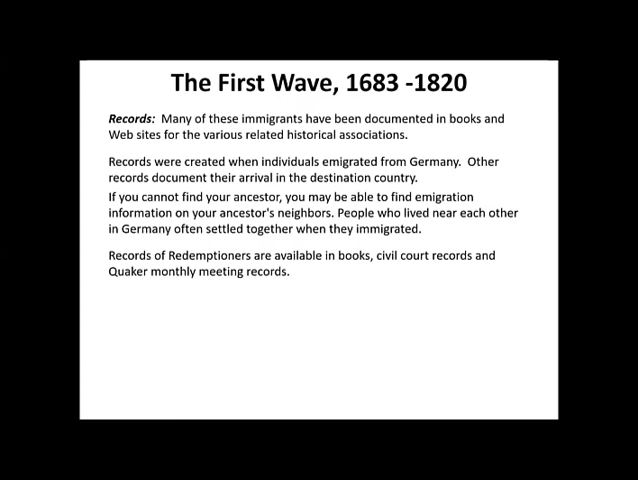 The First Wave, 1683 -1820
Records: Many of these immigrants have been documented in books and
Web sites for the various related historical associations.
Records were created when individuals emigrated from Germany. Other
records document their arrival in the destination country.
If you cannot find your ancestor, you may be able to find emigration
information on your ancestor's neighbors. People who lived near each other
in Germany often settled together when they immigrated.
Records of Redemptioners are available in books, civil court records and
Quaker monthly meeting records.